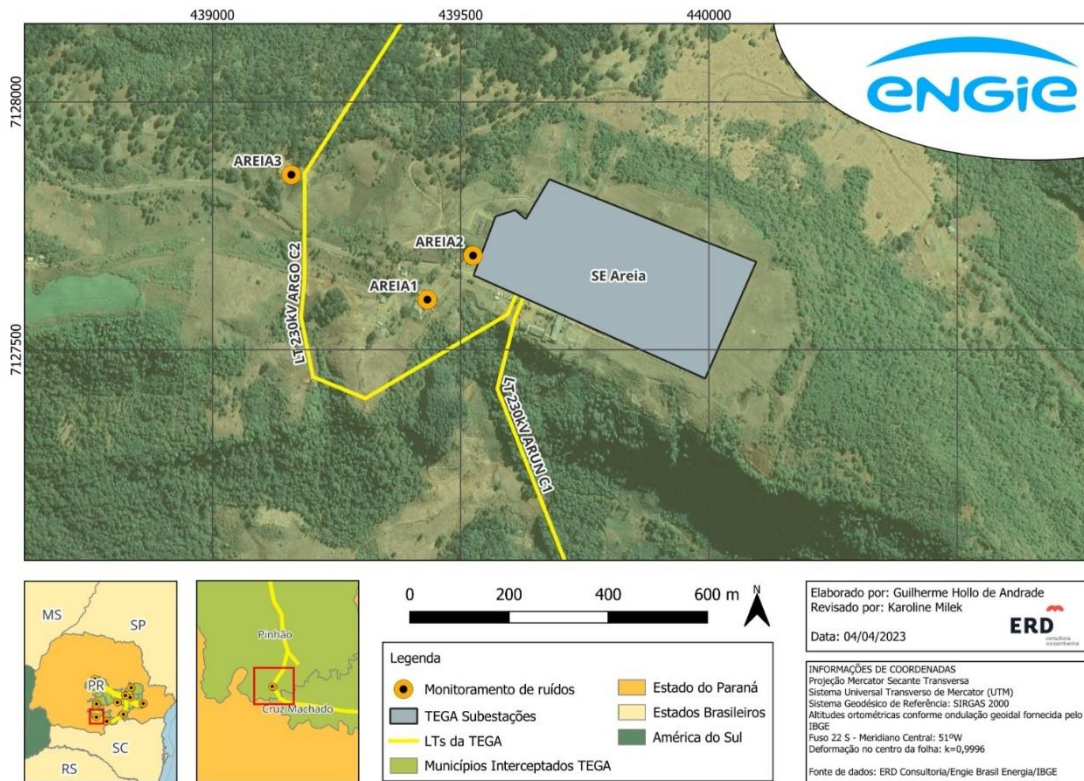 439000
439500
440000
7128000
7127500
ENGIE
AREIA3
AREIA2
AREIA1
SE Areia
LT 230kV ARGO C2
LT 230kV ARUN C1
MS
SP
PR
SC
RS
Pinhão
Cruz Machado
0 200 400 600 m
N
Legenda
Monitoramento de ruídos
TEGA Subestações
LTs da TEGA
Municípios Interceptados TEGA
Estado do Paraná
Estados Brasileiros
América do Sul
Elaborado por: Guilherme Hollo de Andrade
Revisado por: Karoline Milek
Data: 04/04/2023
ERD
consultoria
socioambiental
INFORMAÇÕES DE COORDENADAS
Projeção Mercator Secante Transversa
Sistema Universal Transverso de Mercator (UTM)
Sistema Geodésico de Referência: SIRGAS 2000
Altitudes ortométricas conforme ondulação geoidal fornecida pelo
IBGE
Fuso 22 S - Meridiano Central: 51ºW
Deformação no centro da folha: k=0,9996
Fonte de dados: ERD Consultoria/Engie Brasil Energia/IBGE